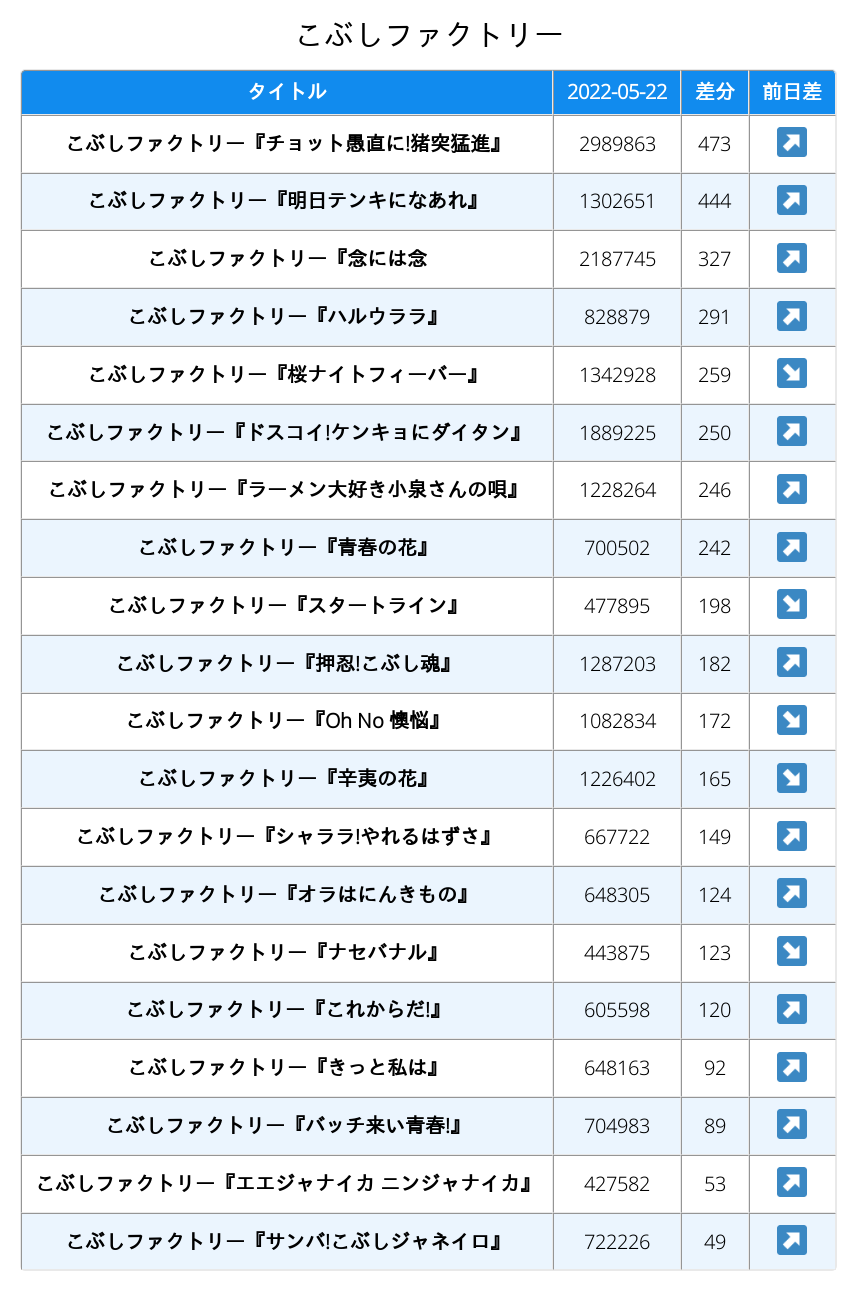 こぶしファクトリー
タイトル 2022-05-22 差分 前日差
こぶしファクトリー『チョット愚直に!猪突猛進』 2989863 473 ↗
こぶしファクトリー『明日テンキになあれ』 1302651 444 ↗
こぶしファクトリー『念には念 2187745 327 ↗
こぶしファクトリー『ハルウララ』 828879 291 ↗
こぶしファクトリー『桜ナイトフィーバー』 1342928 259 ↘
こぶしファクトリー『ドスコイ!ケンキョにダイタン』 1889225 250 ↗
こぶしファクトリー『ラーメン大好き小泉さんの唄』 1228264 246 ↗
こぶしファクトリー『青春の花』 700502 242 ↗
こぶしファクトリー『スタートライン』 477895 198 ↘
こぶしファクトリー『押忍!こぶし魂』 1287203 182 ↗
こぶしファクトリー『Oh No 懊悩』 1082834 172 ↘
こぶしファクトリー『辛夷の花』 1226402 165 ↘
こぶしファクトリー『シャララ!やれるはずさ』 667722 149 ↗
こぶしファクトリー『オラはにんきもの』 648305 124 ↗
こぶしファクトリー『ナセバナル』 443875 123 ↘
こぶしファクトリー『これからだ!』 605598 120 ↗
こぶしファクトリー『きっと私は』 648163 92 ↗
こぶしファクトリー『バッチ来い青春!』 704983 89 ↗
こぶしファクトリー『エエジャナイカ ニンジャナイカ』 427582 53 ↗
こぶしファクトリー『サンバ!こぶしジャネイロ』 722226 49 ↗